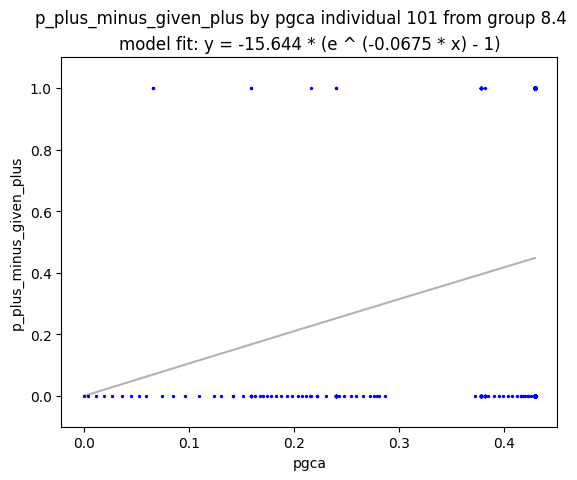 p_plus_minus_given_plus by pgca individual 101 from group 8.4
model fit: y = -15.644 * (e ^ (-0.0675 * x) - 1)
1.0
0.8
0.6
0.4
0.2
0.0
p_plus_minus_given_plus
0.0 0.1 0.2 0.3 0.4
pgca